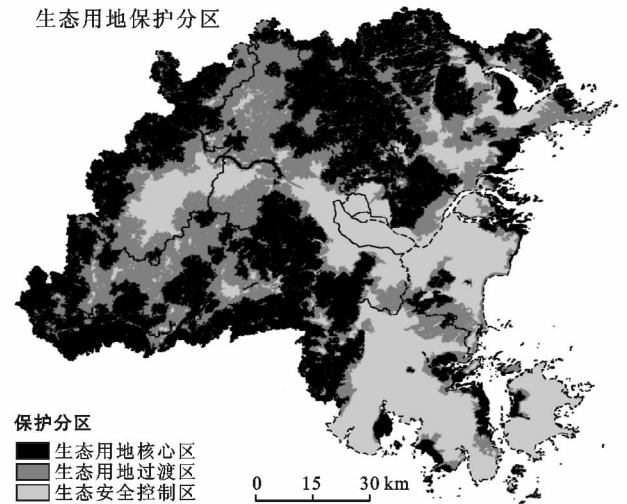 生态用地保护分区
保护分区
生态用地核心区
生态用地过渡区
生态安全控制区
0 15 30 km